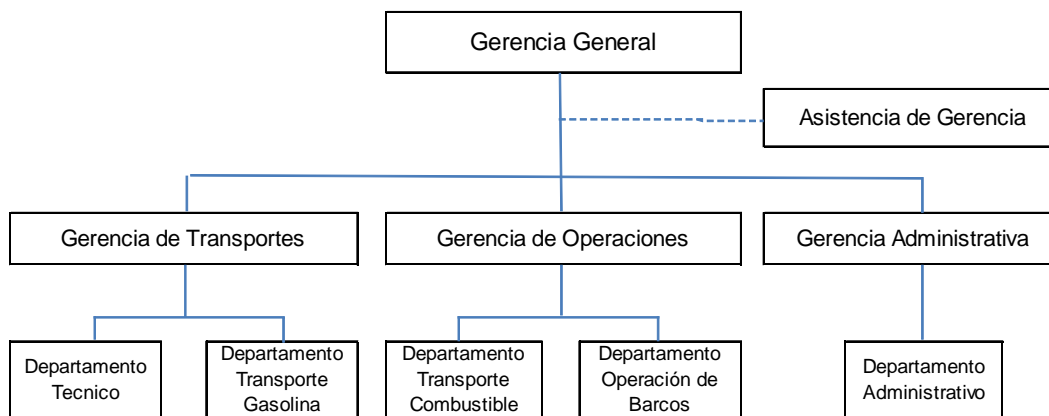 Gerencia General
Asistencia de Gerencia
Gerencia de Transportes
Gerencia de Operaciones
Gerencia Administrativa
Departamento
Tecnico
Departamento
Transporte
Gasolina
Departamento
Transporte
Combustible
Departamento
Operación de
Barcos
Departamento
Administrativo